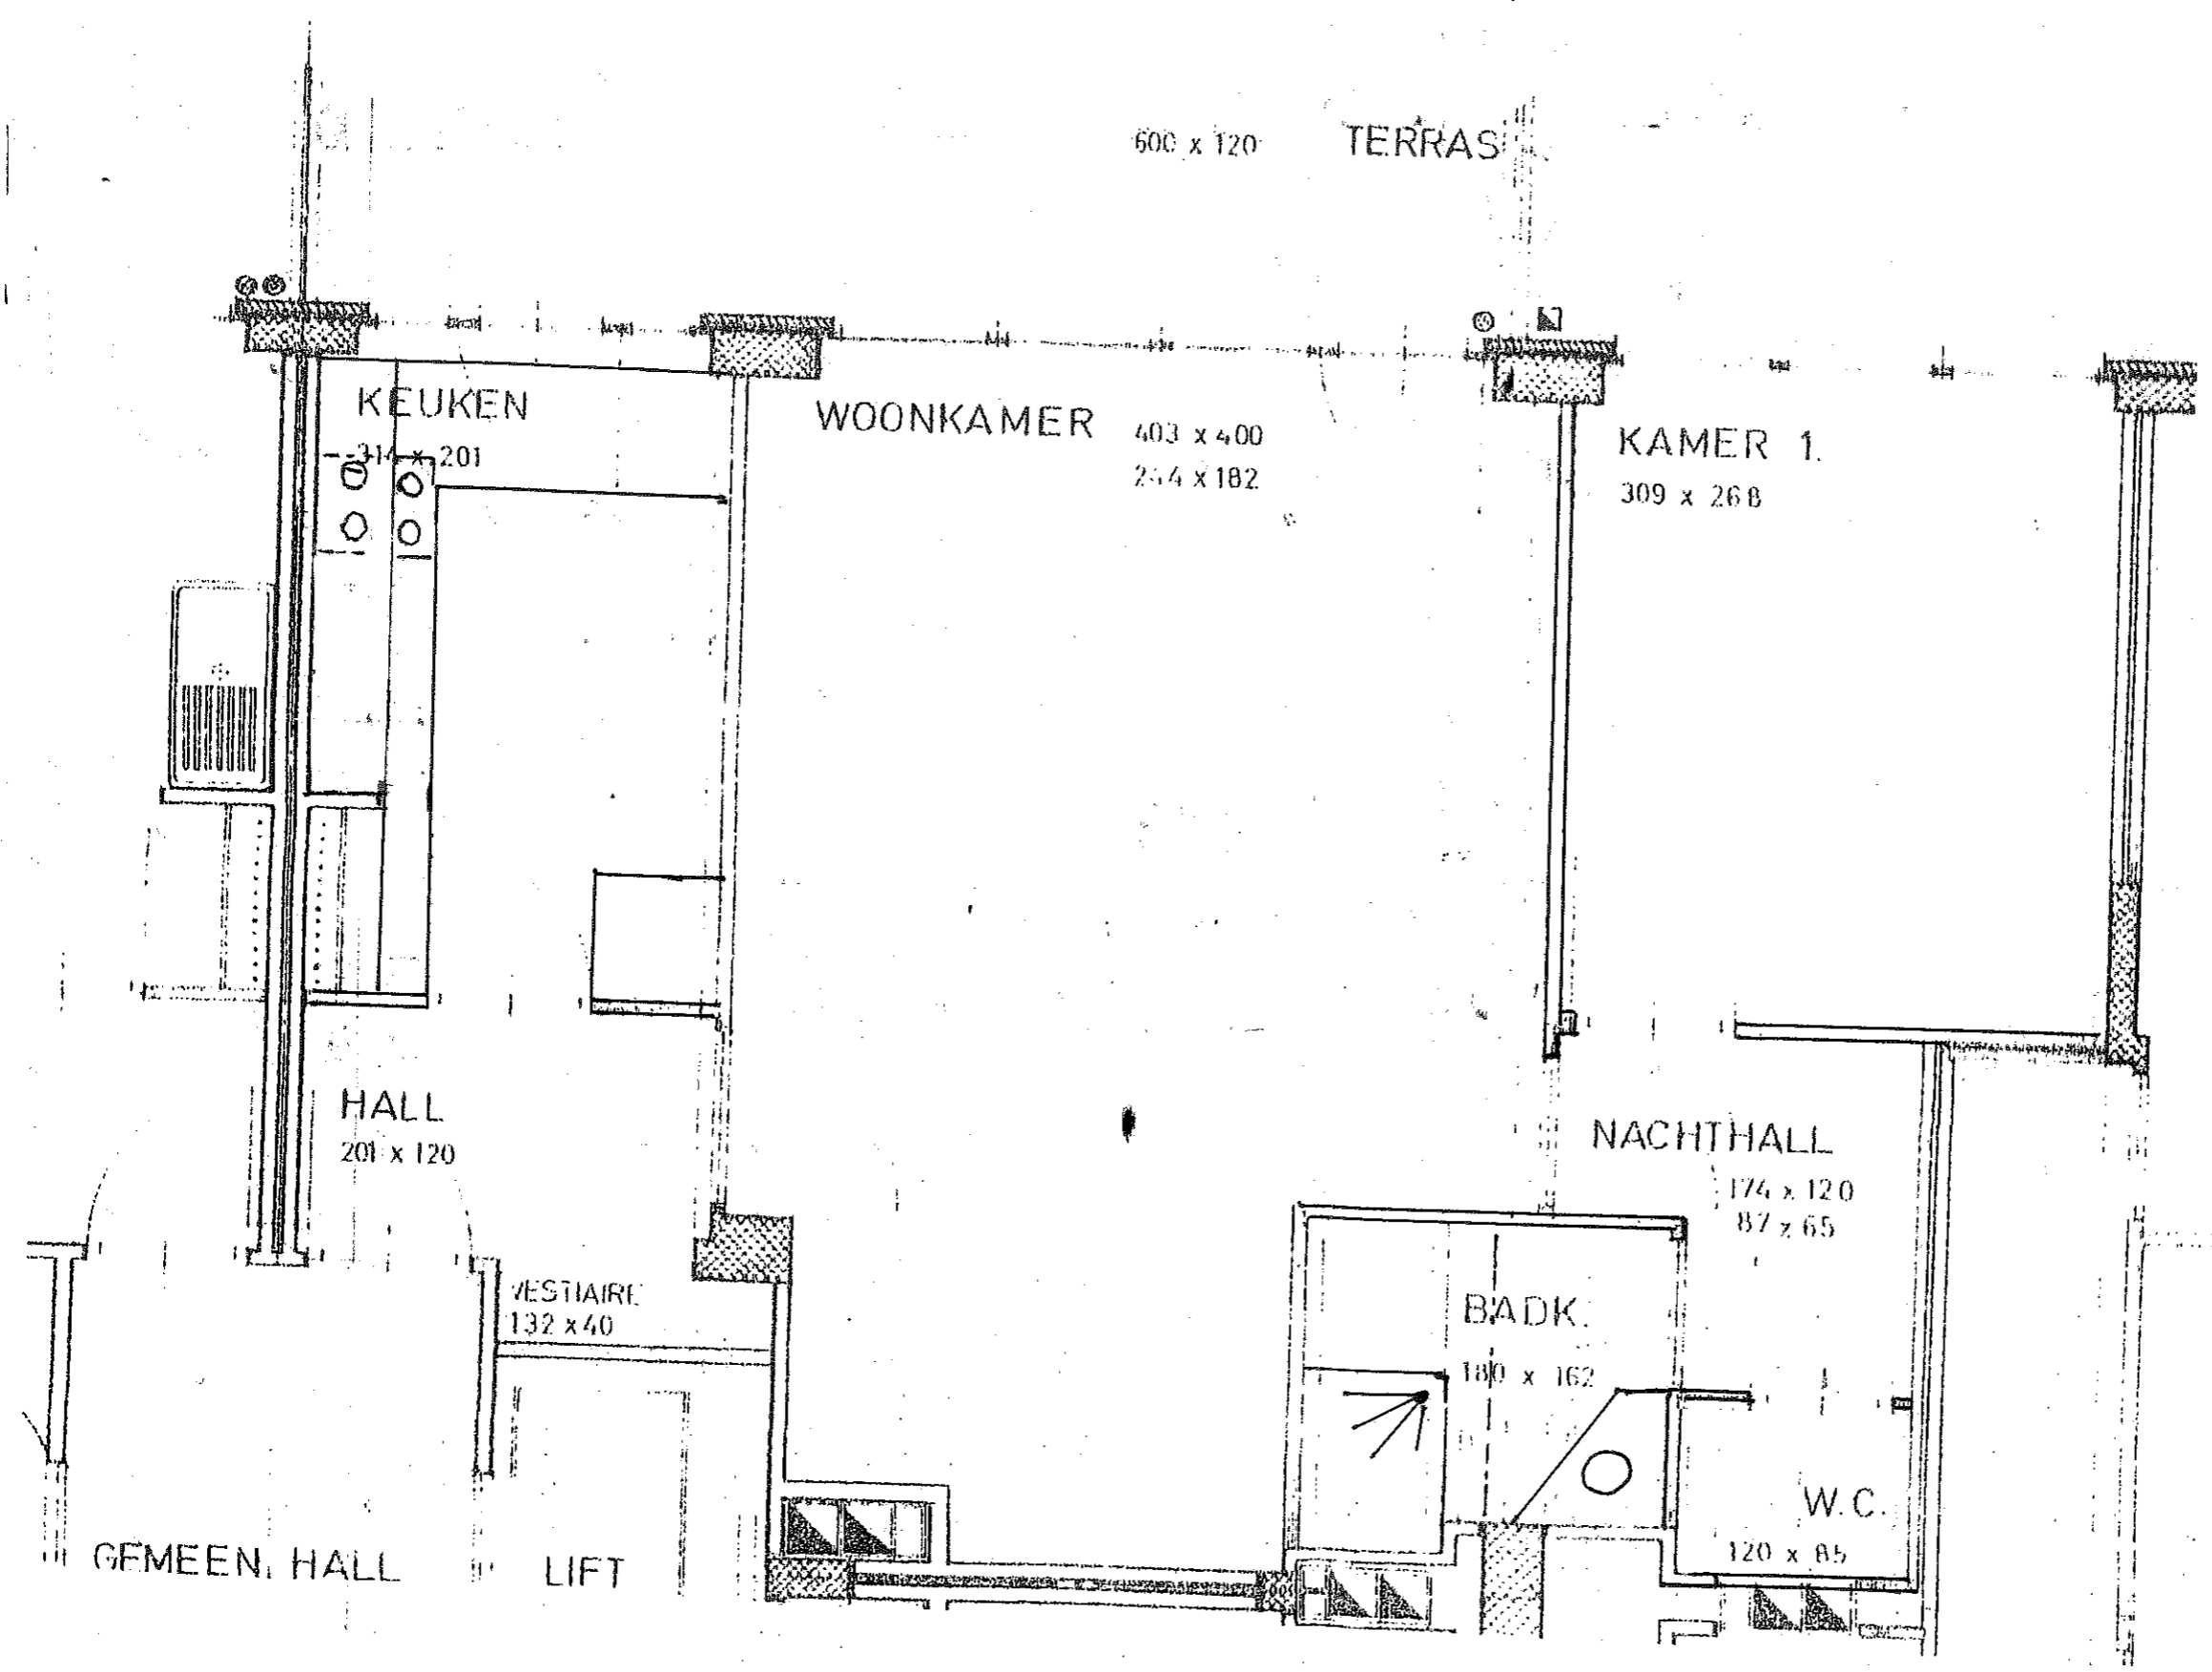 600 x 120 TERRAS
KEUKEN
314 x 201
WOONKAMER 403 x 400
x 182
KAMER 1.
309 x 268
HALL
201 x 120
NACHTHALL
174 x 120
87 x 65
VESTIAIRE
132 x 40
BADK.
180 x 162
W.C.
120 x 85
GEMEEN. HALL
LIFT